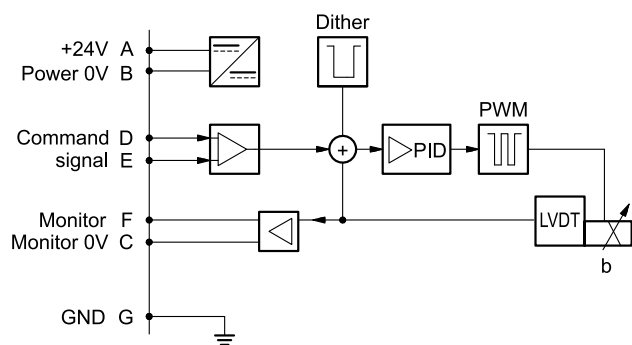 Dither
+24V A
Power 0V B
PWM
Command D
signal E
+
PID
Monitor F
Monitor 0V C
LVDT
b
GND G